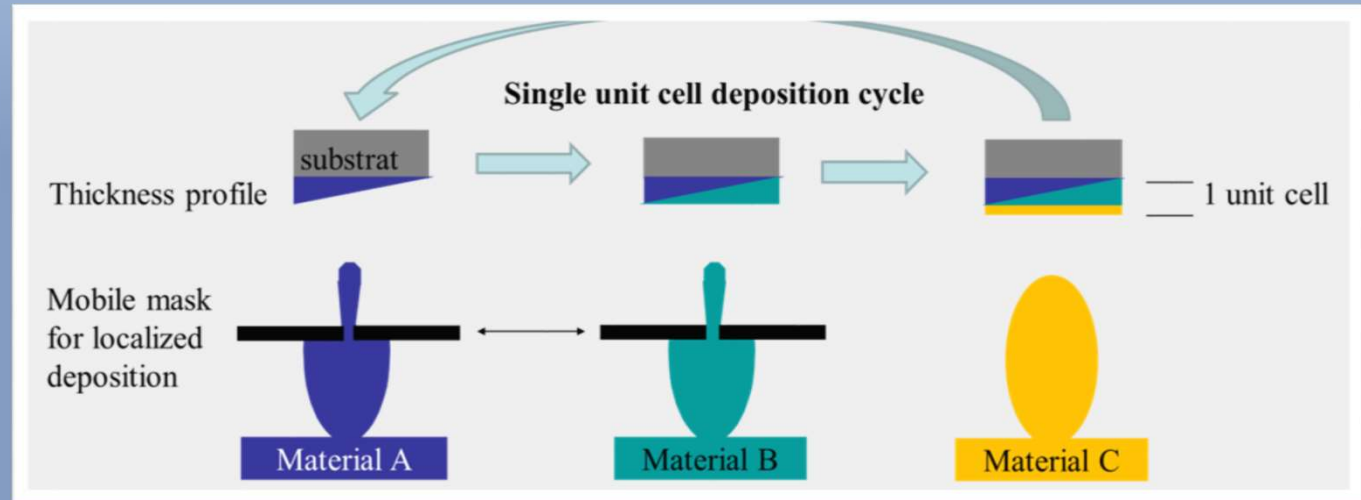 Single unit cell deposition cycle
substrat
Thickness profile
1 unit cell
Mobile mask
for localized
deposition
Material A
Material B
Material C